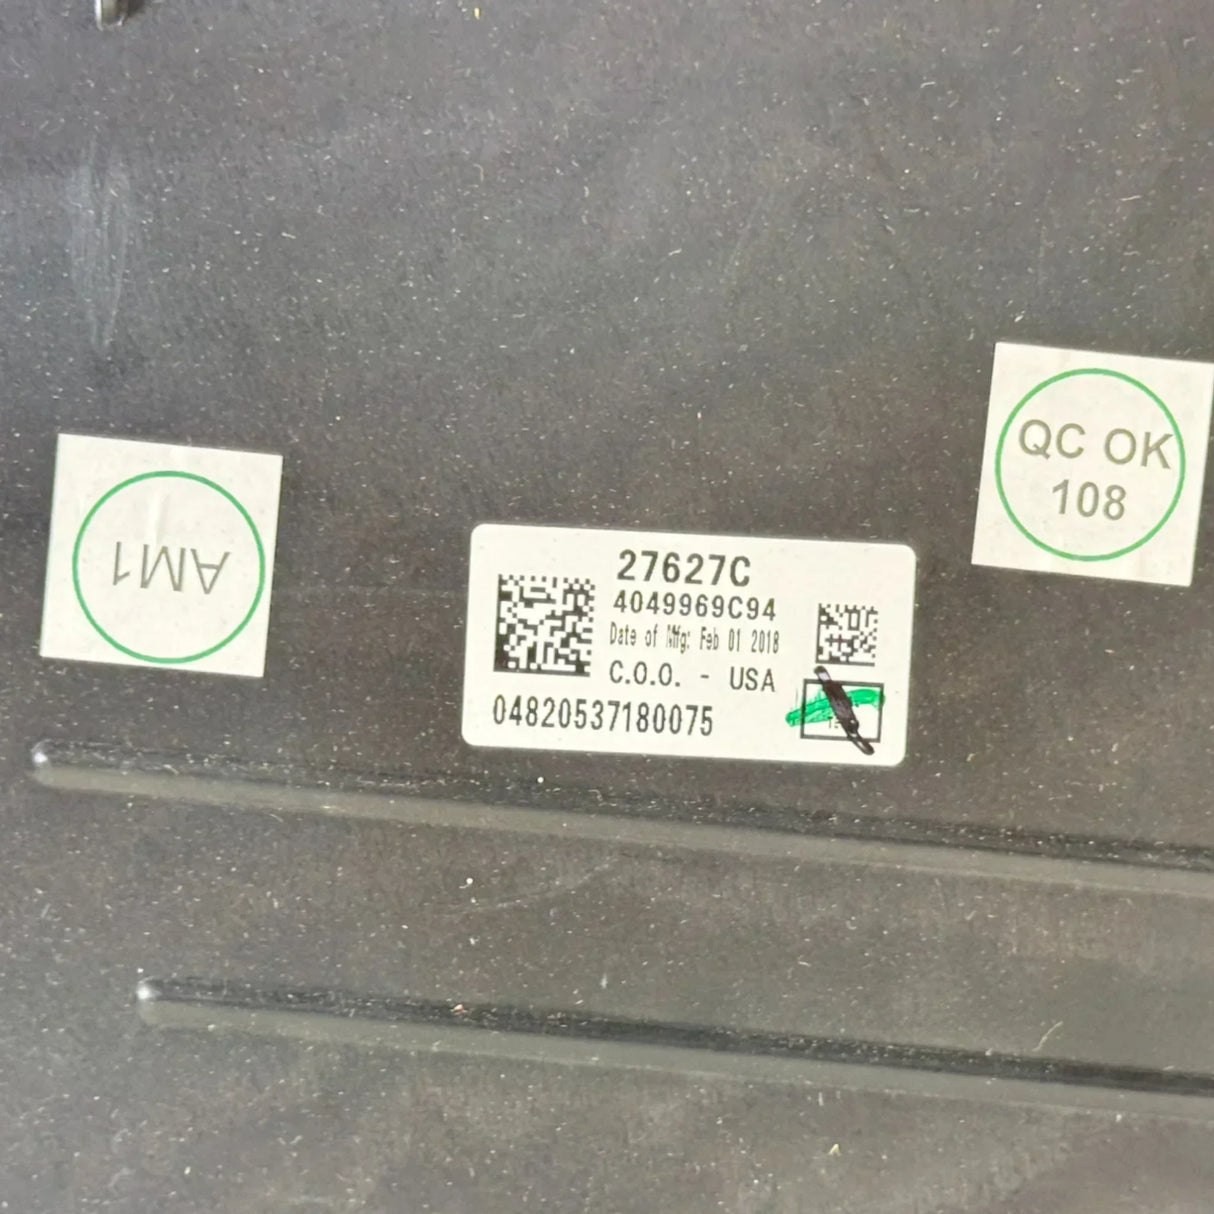 AM1
27627C
4049969C94
Date of Mfg: Feb 01 2018
C.O.O. - USA
04820537180075
QC OK
108